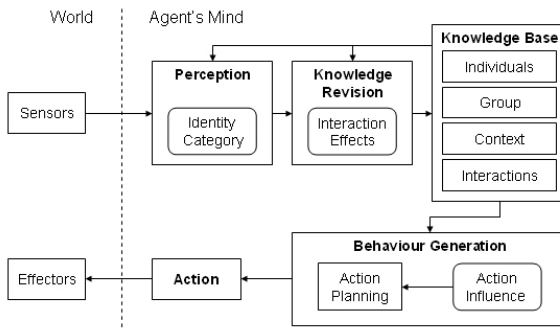 World
Agent's Mind
Knowledge Base
Perception
Knowledge
Revision
Individuals
Sensors
Identity
Category
Interaction
Effects
Group
Context
Interactions
Behaviour Generation
Effectors
Action
Action
Planning
Action
Influence